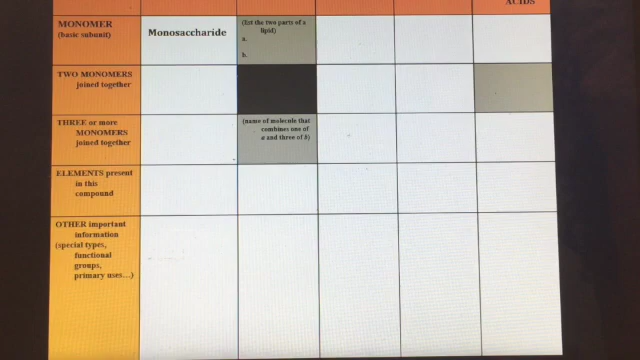 ACIDS
MONOMER
(basic subunit)
Monosaccharide
(list the two parts of a
lipid)
a.
b.
TWO MONOMERS
joined together
THREE or more
MONOMERS
joined together
(name of molecule that
combines one of
a and three of b)
ELEMENTS present
in this
compound
OTHER important
information
(special types,
functional
groups,
primary uses...)